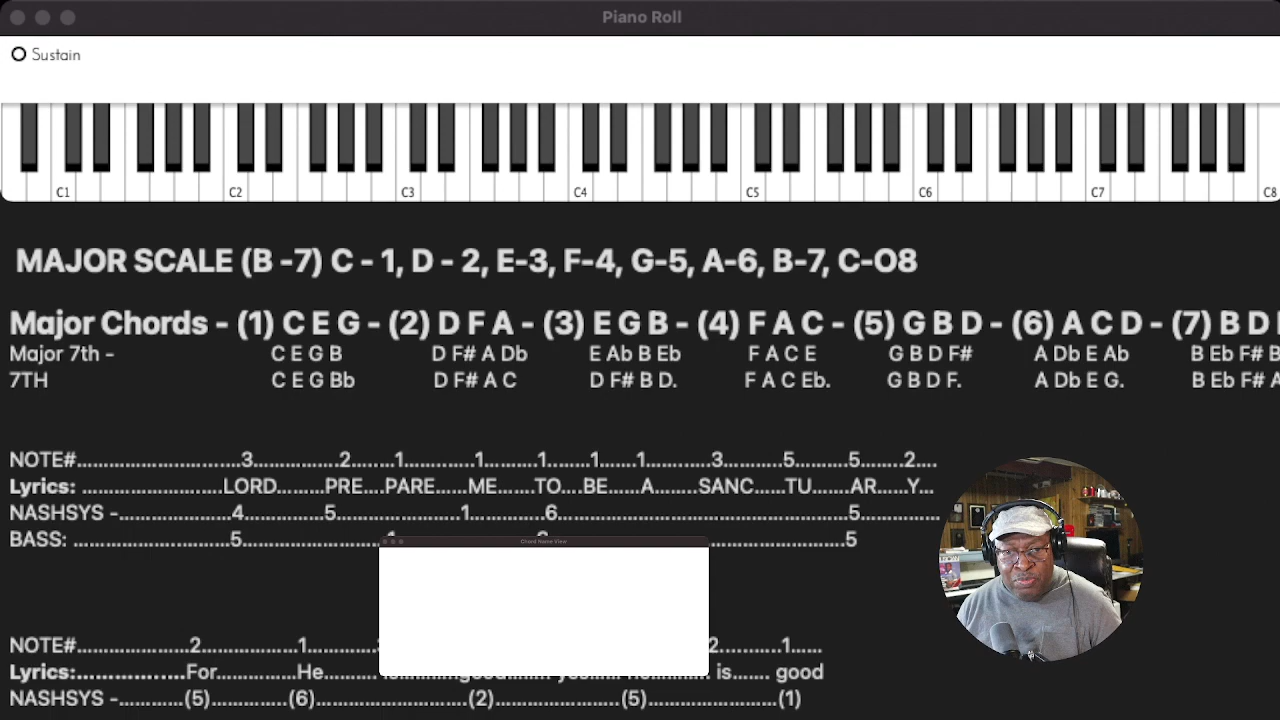 Piano Roll
Sustain
C1 C2 C3 C4 C5 C6 C7 C8
MAJOR SCALE (B -7) C - 1, D - 2, E-3, F-4, G-5, A-6, B-7, C-O8
Major Chords - (1) C E G - (2) D F A - (3) E G B - (4) F A C - (5) G B D - (6) A C D - (7) B D
Major 7th - C E G B D F# A Db E Ab B Eb F A C E G B D F# A Db E Ab B Eb F# B
7TH C E G Bb D F# A C D F# B D. F A C Eb. G B D F. A Db E G. B Eb F# A
NOTE#...............................3...................2........1..............1...........1.........1........1.............3............5...........5.........2....
Lyrics: ...........................LORD.........PRE....PARE......ME.......TO....BE......A........SANC......TU.......AR......Y...
NASHSYS -......................4................5.........................1...............6.......................................................5................
BASS: ..............................5..............................5
Chord Name View
NOTE#......................2...................1............. 2...........1......
Lyrics:....................For...............He.......... is....... good
NASHSYS -............(5)...............(6)..............................(2)........................(5).........................(1)